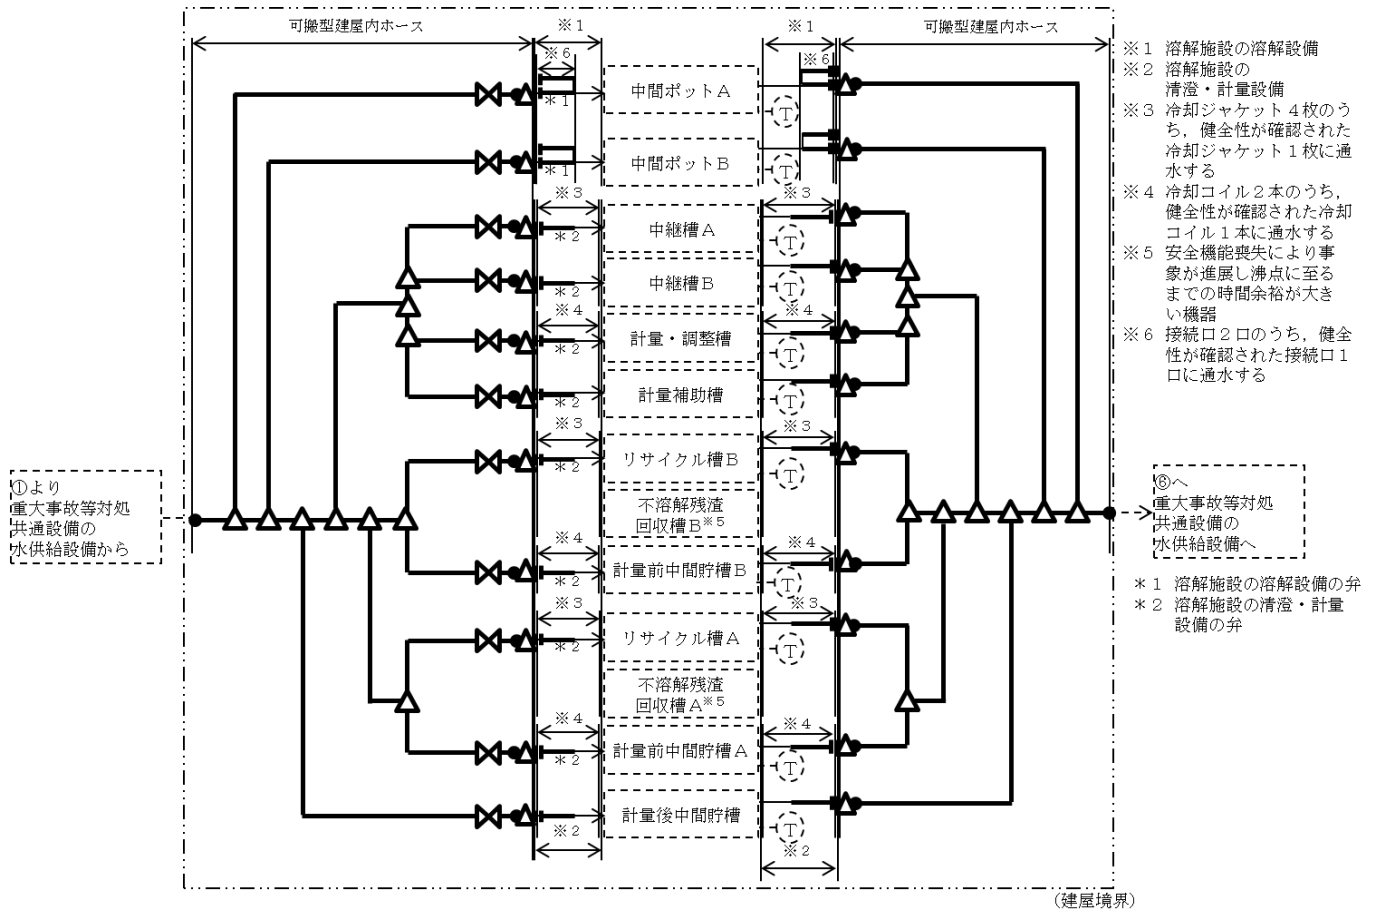 可搬型建屋内ホース
※1
※1
可搬型建屋内ホース
※6
※6
中間ポットA
*1
T
中間ポットB
*1
T
※3
※3
中継槽A
*2
T
中継槽B
*2
T
※4
※4
計量・調整槽
*2
T
計量補助槽
*2
T
※3
※3
リサイクル槽B
*2
T
不溶解残渣
回収槽B※5
※4
※4
計量前中間貯槽B
*2
T
※3
※3
リサイクル槽A
*2
T
不溶解残渣
回収槽A※5
※4
※4
計量前中間貯槽A
*2
T
計量後中間貯槽
T
※2
※2
①より
重大事故等対処
共通設備の
水供給設備から
⑧へ
重大事故等対処
共通設備の
水供給設備へ
※1 溶解施設の溶解設備
※2 溶解施設の
清澄・計量設備
※3 冷却ジャケット4枚のう
ち，健全性が確認された
冷却ジャケット1枚に通
水する
※4 冷却コイル2本のうち，
健全性が確認された冷却
コイル1本に通水する
※5 安全機能喪失により事
象が進展し沸点に至る
までの時間余裕が大き
い機器
※6 接続口2口のうち，健全
性が確認された接続口1
口に通水する
*1 溶解施設の溶解設備の弁
*2 溶解施設の清澄・計量
設備の弁
(建屋境界)